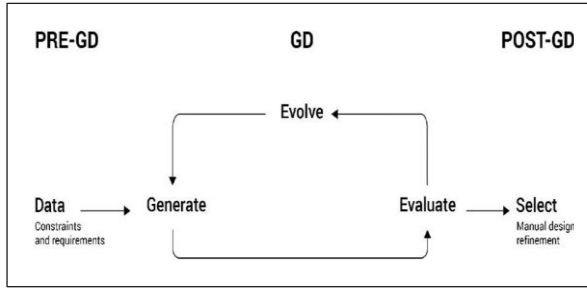 PRE-GD GD POST-GD
Evolve
Data Generate Evaluate Select
Constraints
and requirements
Manual design
refinement